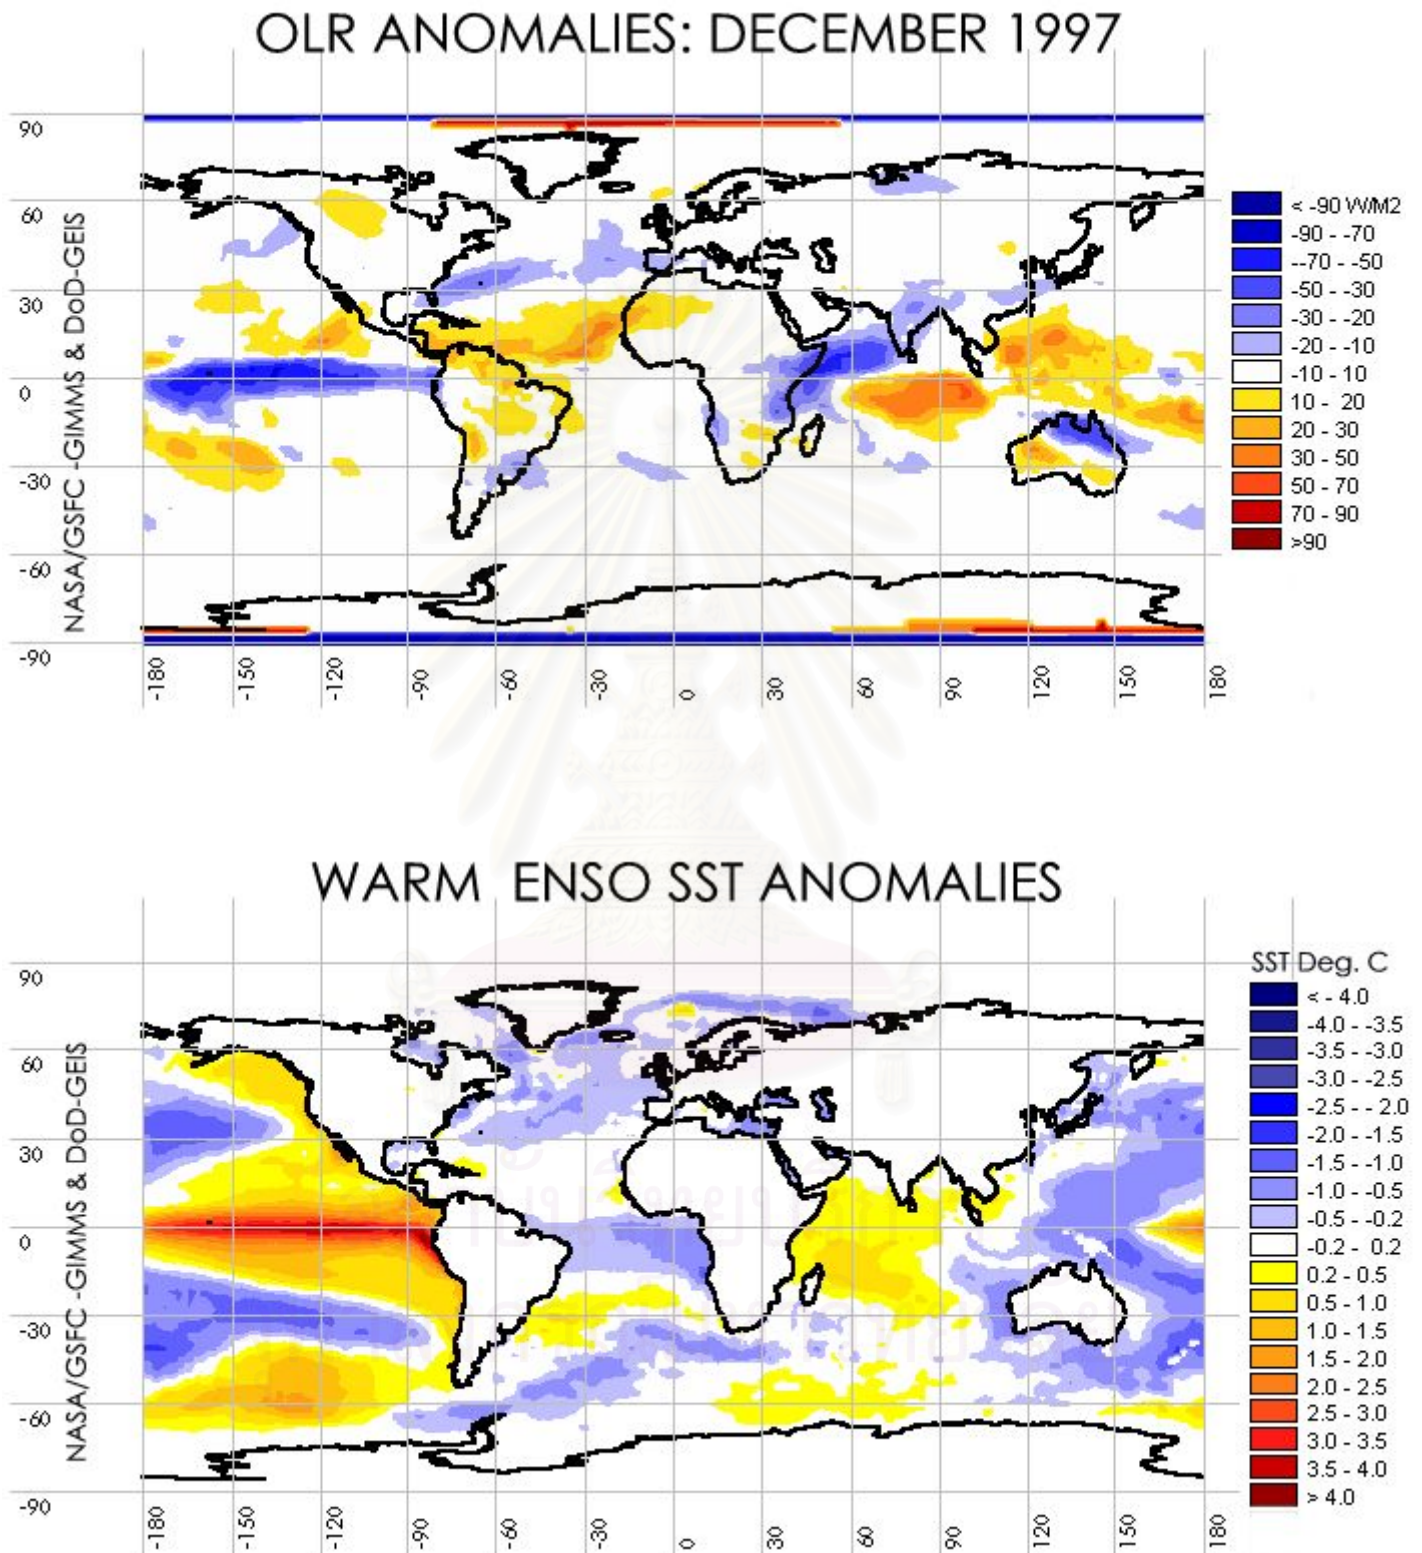 OLR ANOMALIES: DECEMBER 1997
NASA/GSFC -GIMMS & DoD-GEIS
90
60
30
0
-30
-60
-90
-180
-150
-120
-90
-60
-30
0
30
60
90
120
150
180
< -90 W/M2
-90 - -70
--70 - -50
-50 - -30
-30 - -20
-20 - -10
-10 - 10
10 - 20
20 - 30
30 - 50
50 - 70
70 - 90
>90
WARM ENSO SST ANOMALIES
NASA/GSFC -GIMMS & DoD-GEIS
90
60
30
0
-30
-60
-90
-180
-150
-120
-90
-60
-30
0
30
60
90
120
150
180
SST Deg. C
< - 4.0
-4.0 - -3.5
-3.5 - -3.0
-3.0 - -2.5
-2.5 - - 2.0
-2.0 - -1.5
-1.5 - -1.0
-1.0 - -0.5
-0.5 - -0.2
-0.2 - 0.2
0.2 - 0.5
0.5 - 1.0
1.0 - 1.5
1.5 - 2.0
2.0 - 2.5
2.5 - 3.0
3.0 - 3.5
3.5 - 4.0
> 4.0